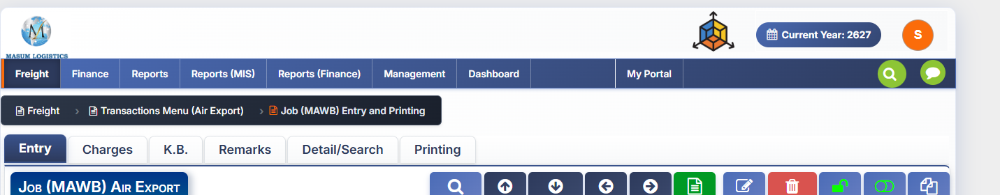 M
MASUM LOGISTICS
Current Year: 2627
S
Freight Finance Reports Reports (MIS) Reports (Finance) Management Dashboard My Portal
Freight › Transactions Menu (Air Export) › Job (MAWB) Entry and Printing
Entry Charges K.B. Remarks Detail/Search Printing
Job (MAWB) Air Export